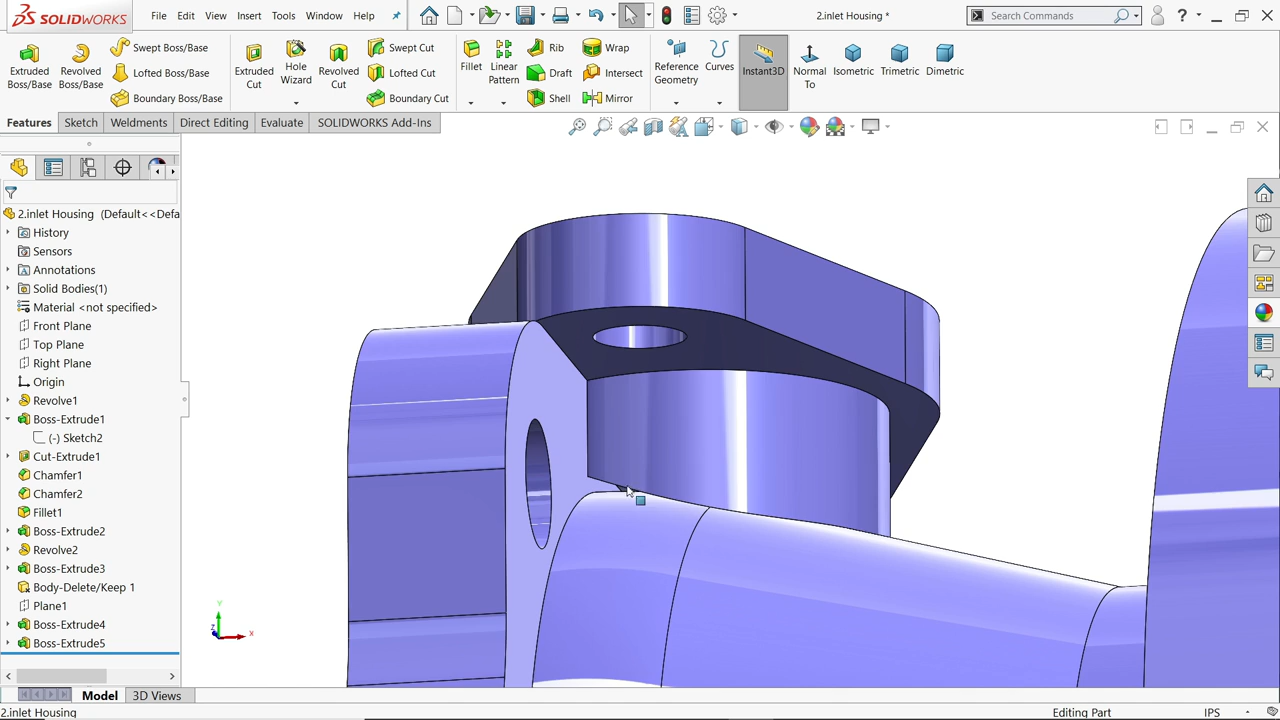 SOLIDWORKS File Edit View Insert Tools Window Help 2.inlet Housing * Search Commands ?
Extruded Boss/Base Revolved Boss/Base Swept Boss/Base Lofted Boss/Base Boundary Boss/Base Extruded Cut Hole Wizard Revolved Cut Swept Cut Lofted Cut Boundary Cut Fillet Linear Pattern Rib Draft Shell Wrap Intersect Mirror Reference Geometry Curves Instant3D Normal To Isometric Trimetric Dimetric
Features Sketch Weldments Direct Editing Evaluate SOLIDWORKS Add-Ins
2.inlet Housing (Default<<Defa
History
Sensors
Annotations
Solid Bodies(1)
Material <not specified>
Front Plane
Top Plane
Right Plane
Origin
Revolve1
Boss-Extrude1
(-) Sketch2
Cut-Extrude1
Chamfer1
Chamfer2
Fillet1
Boss-Extrude2
Revolve2
Boss-Extrude3
Body-Delete/Keep 1
Plane1
Boss-Extrude4
Boss-Extrude5
Y
Z X
Model 3D Views
2.inlet Housing Editing Part IPS